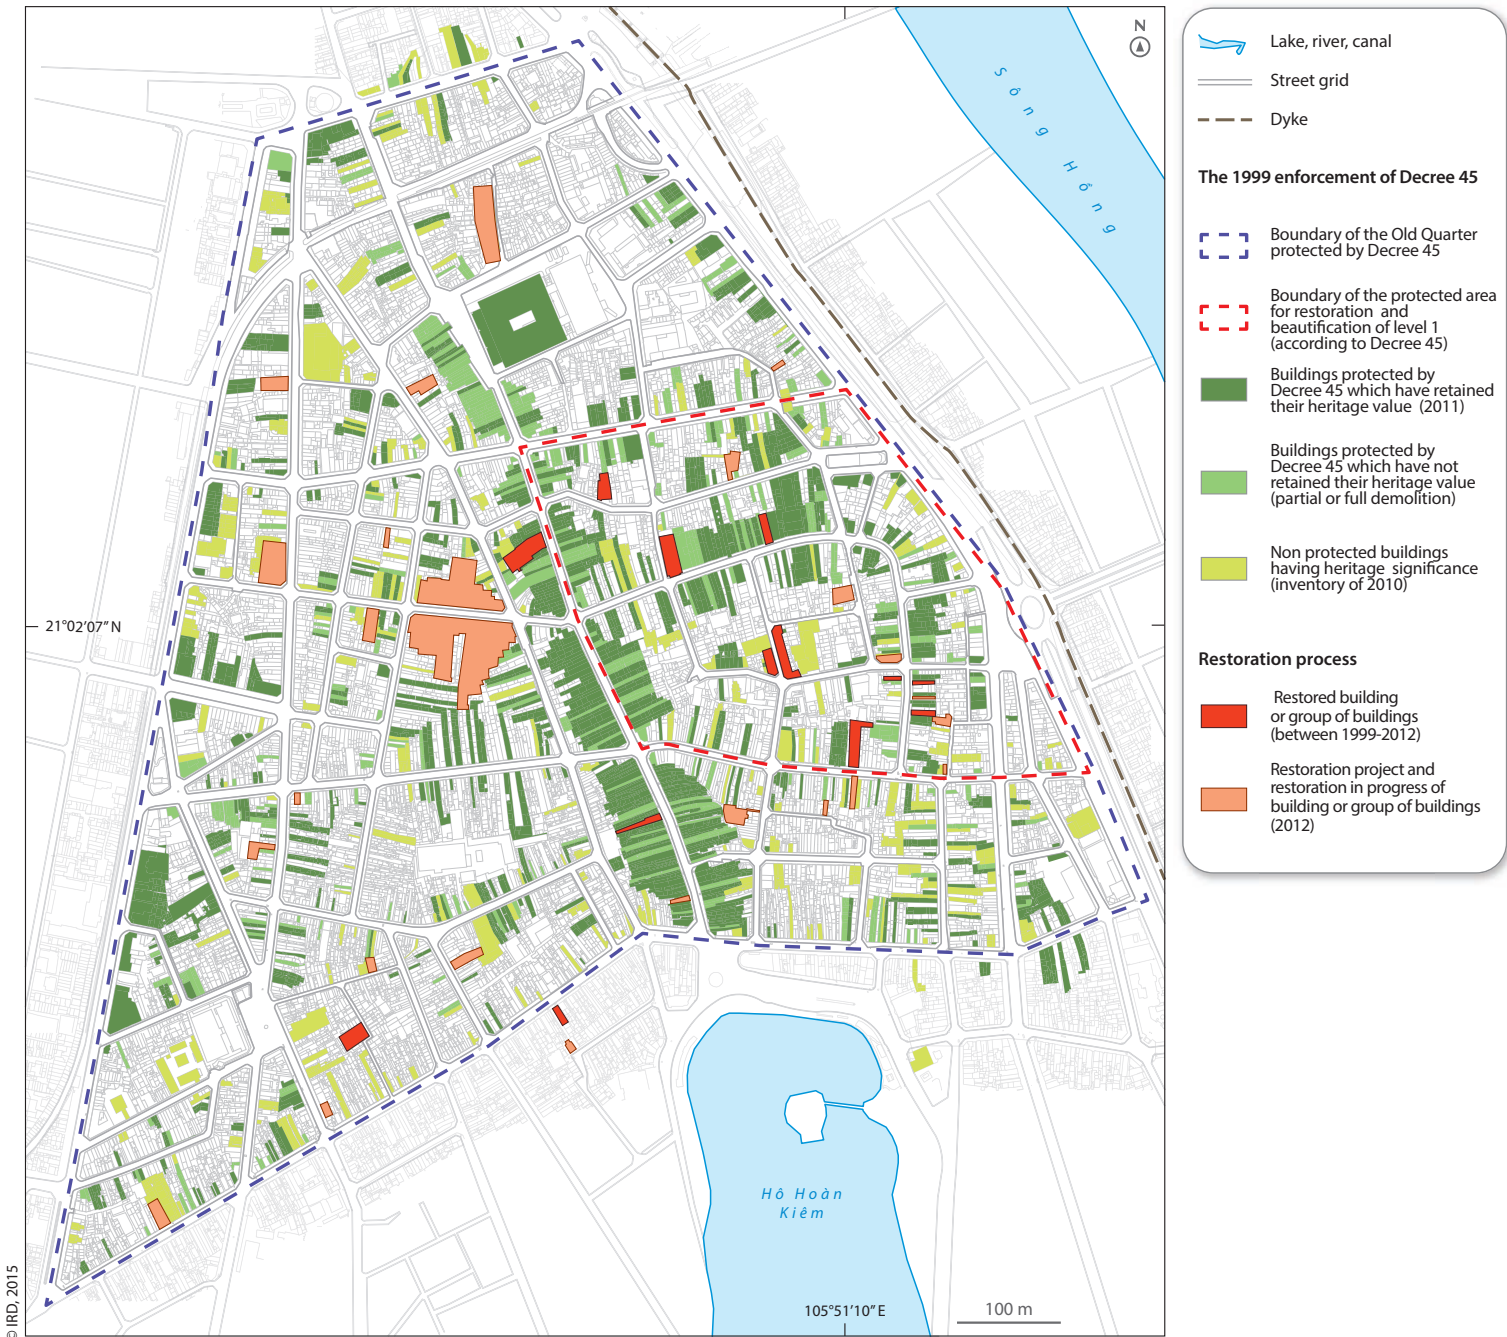 N
Sông Hồng
21°02'07" N
Hô Hoàn
Kiêm
105°51'10" E
100 m
© IRD, 2015
Lake, river, canal
Street grid
Dyke
The 1999 enforcement of Decree 45
Boundary of the Old Quarter
protected by Decree 45
Boundary of the protected area
for restoration and
beautification of level 1
(according to Decree 45)
Buildings protected by
Decree 45 which have retained
their heritage value (2011)
Buildings protected by
Decree 45 which have not
retained their heritage value
(partial or full demolition)
Non protected buildings
having heritage significance
(inventory of 2010)
Restoration process
Restored building
or group of buildings
(between 1999-2012)
Restoration project and
restoration in progress of
building or group of buildings
(2012)